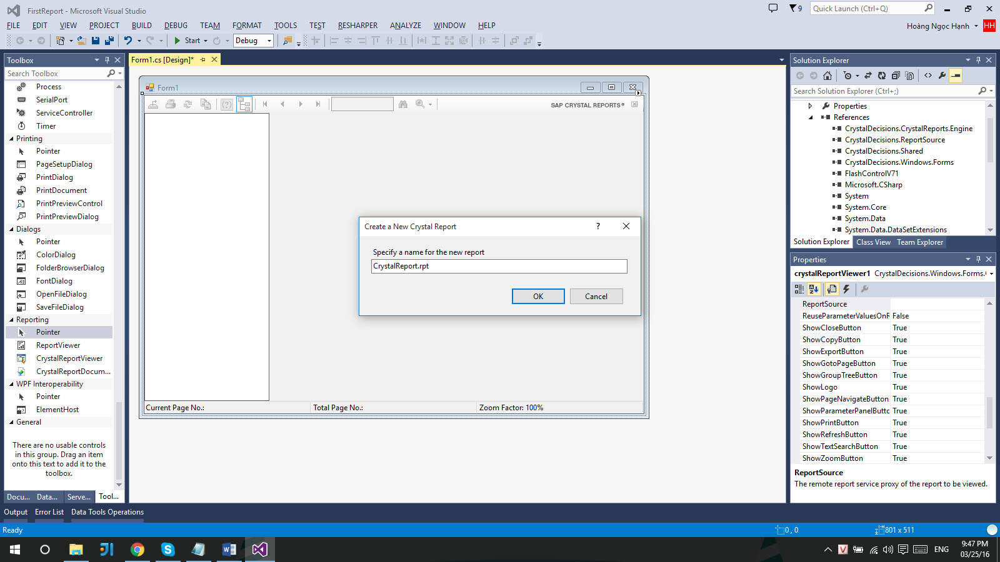 FirstReport - Microsoft Visual Studio
9
Quick Launch (Ctrl+Q)
FILE EDIT VIEW PROJECT BUILD DEBUG TEAM FORMAT TOOLS TEST RESHARPER ANALYZE WINDOW HELP
Hoàng Ngọc Hạnh HH
Start Debug
Toolbox
Search Toolbox
Process
SerialPort
ServiceController
Timer
Printing
Pointer
PageSetupDialog
PrintDialog
PrintDocument
PrintPreviewControl
PrintPreviewDialog
Dialogs
Pointer
ColorDialog
FolderBrowserDialog
FontDialog
OpenFileDialog
SaveFileDialog
Reporting
Pointer
ReportViewer
CrystalReportViewer
CrystalReportDocum...
WPF Interoperability
Pointer
ElementHost
General
There are no usable controls
in this group. Drag an item
onto this text to add it to the
toolbox.
Docu... Data... Serve... Tool...
Form1.cs [Design]*
Form1
SAP CRYSTAL REPORTS®
Current Page No.: Total Page No.: Zoom Factor: 100%
Create a New Crystal Report
?
Specify a name for the new report
CrystalReport.rpt
OK Cancel
Solution Explorer
Search Solution Explorer (Ctrl+;)
Properties
References
CrystalDecisions.CrystalReports.Engine
CrystalDecisions.ReportSource
CrystalDecisions.Shared
CrystalDecisions.Windows.Forms
FlashControlV71
Microsoft.CSharp
System
System.Core
System.Data
System.Data.DataSetExtensions
Solution Explorer Class View Team Explorer
Properties
crystalReportViewer1 CrystalDecisions.Windows.Forms.
ReportSource
ReuseParameterValuesOnR False
ShowCloseButton True
ShowCopyButton True
ShowExportButton True
ShowGotoPageButton True
ShowGroupTreeButton True
ShowLogo True
ShowPageNavigateButton True
ShowParameterPanelButto True
ShowPrintButton True
ShowRefreshButton True
ShowTextSearchButton True
ShowZoomButton True
ReportSource
The remote report service proxy of the report to be viewed.
Output Error List Data Tools Operations
Ready
0 , 0
801 x 511
ENG
9:47 PM
03/25/16